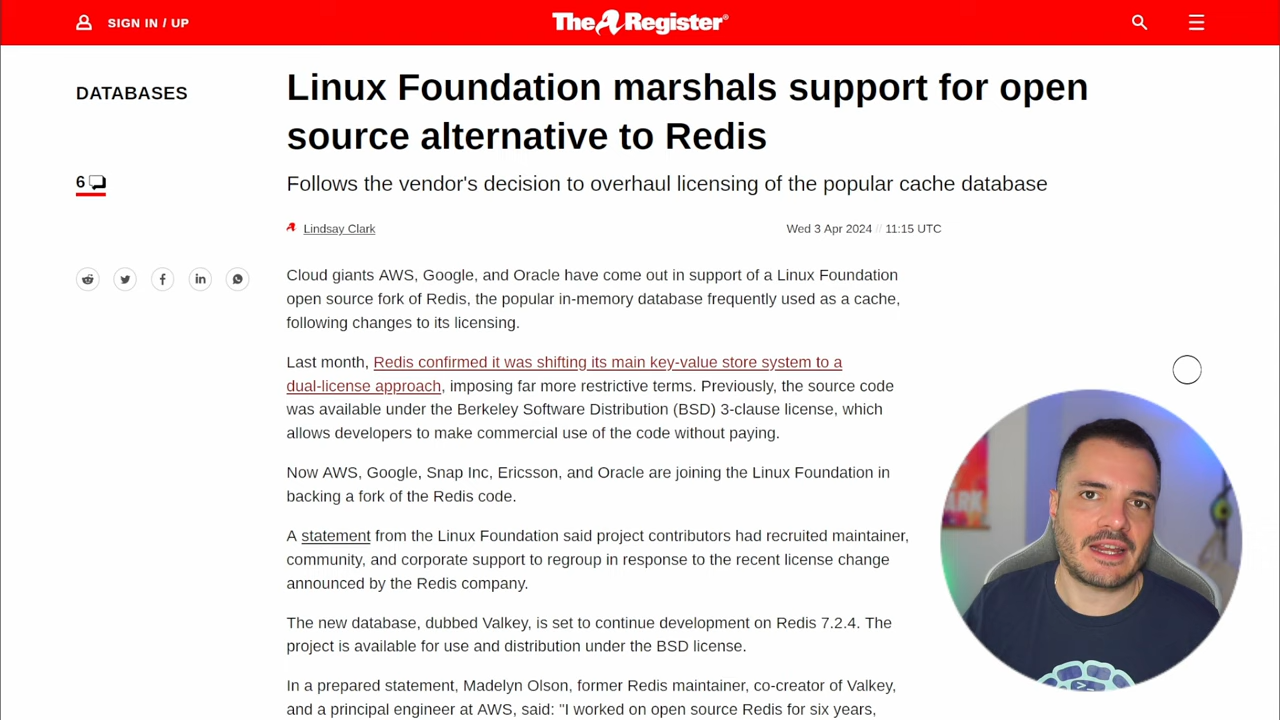 SIGN IN / UP
The Register®
DATABASES
Linux Foundation marshals support for open
source alternative to Redis
6
Follows the vendor's decision to overhaul licensing of the popular cache database
Lindsay Clark
Wed 3 Apr 2024 // 11:15 UTC
Cloud giants AWS, Google, and Oracle have come out in support of a Linux Foundation
open source fork of Redis, the popular in-memory database frequently used as a cache,
following changes to its licensing.
Last month, Redis confirmed it was shifting its main key-value store system to a
dual-license approach, imposing far more restrictive terms. Previously, the source code
was available under the Berkeley Software Distribution (BSD) 3-clause license, which
allows developers to make commercial use of the code without paying.
Now AWS, Google, Snap Inc, Ericsson, and Oracle are joining the Linux Foundation in
backing a fork of the Redis code.
A statement from the Linux Foundation said project contributors had recruited maintainer,
community, and corporate support to regroup in response to the recent license change
announced by the Redis company.
The new database, dubbed Valkey, is set to continue development on Redis 7.2.4. The
project is available for use and distribution under the BSD license.
In a prepared statement, Madelyn Olson, former Redis maintainer, co-creator of Valkey,
and a principal engineer at AWS, said: "I worked on open source Redis for six years,